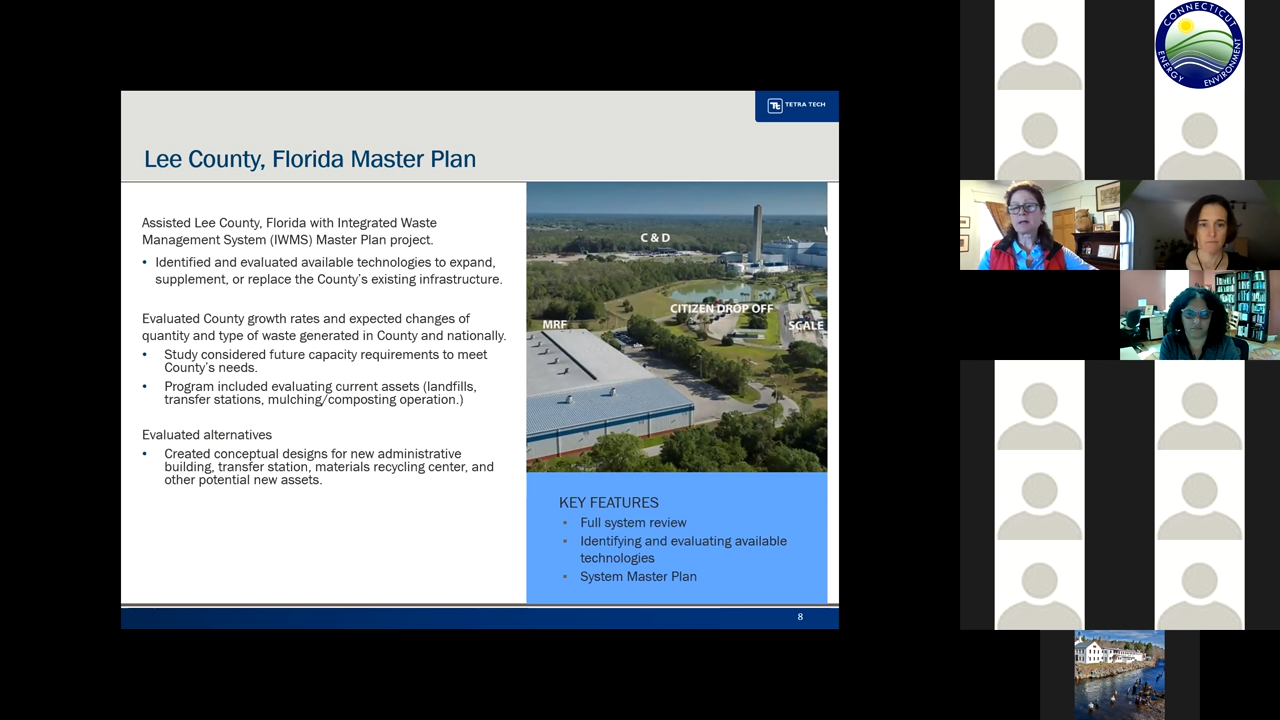 TETRA TECH
Lee County, Florida Master Plan
Assisted Lee County, Florida with Integrated Waste
Management System (IWMS) Master Plan project.
• Identified and evaluated available technologies to expand,
supplement, or replace the County's existing infrastructure.
Evaluated County growth rates and expected changes of
quantity and type of waste generated in County and nationally.
• Study considered future capacity requirements to meet
County's needs.
• Program included evaluating current assets (landfills,
transfer stations, mulching/composting operation.)
Evaluated alternatives
• Created conceptual designs for new administrative
building, transfer station, materials recycling center, and
other potential new assets.
C & D
CITIZEN DROP OFF
MRF
SCALE
KEY FEATURES
• Full system review
• Identifying and evaluating available
technologies
• System Master Plan
8
CONNECTICUT
ENERGY ENVIRONMENT